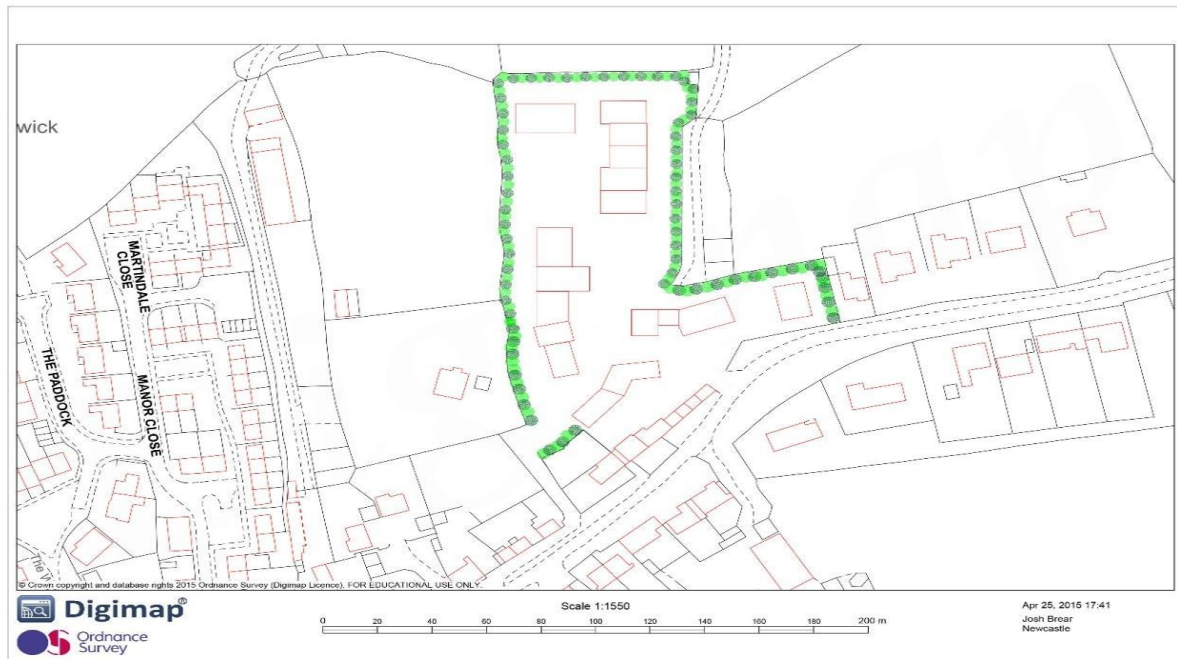 wick
MARTINDALE
CLOSE
THE PADDOCK
MANOR CLOSE
© Crown copyright and database rights 2015 Ordnance Survey (Digimap Licence). FOR EDUCATIONAL USE ONLY.
Digimap®
Ordnance
Survey
Scale 1:1550
0 20 40 60 80 100 120 140 160 180 200 m
Apr 25, 2015 17:41
Josh Brear
Newcastle